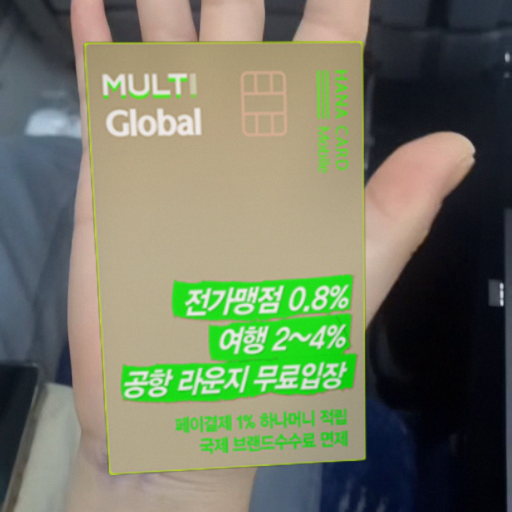 MULTI
Global
HANA CARD
전가맹점 0.8%
여행 2~4%
공항 라운지 무료입장
페이결제 1% 하나머니 적립
국제 브랜드수수료 면제